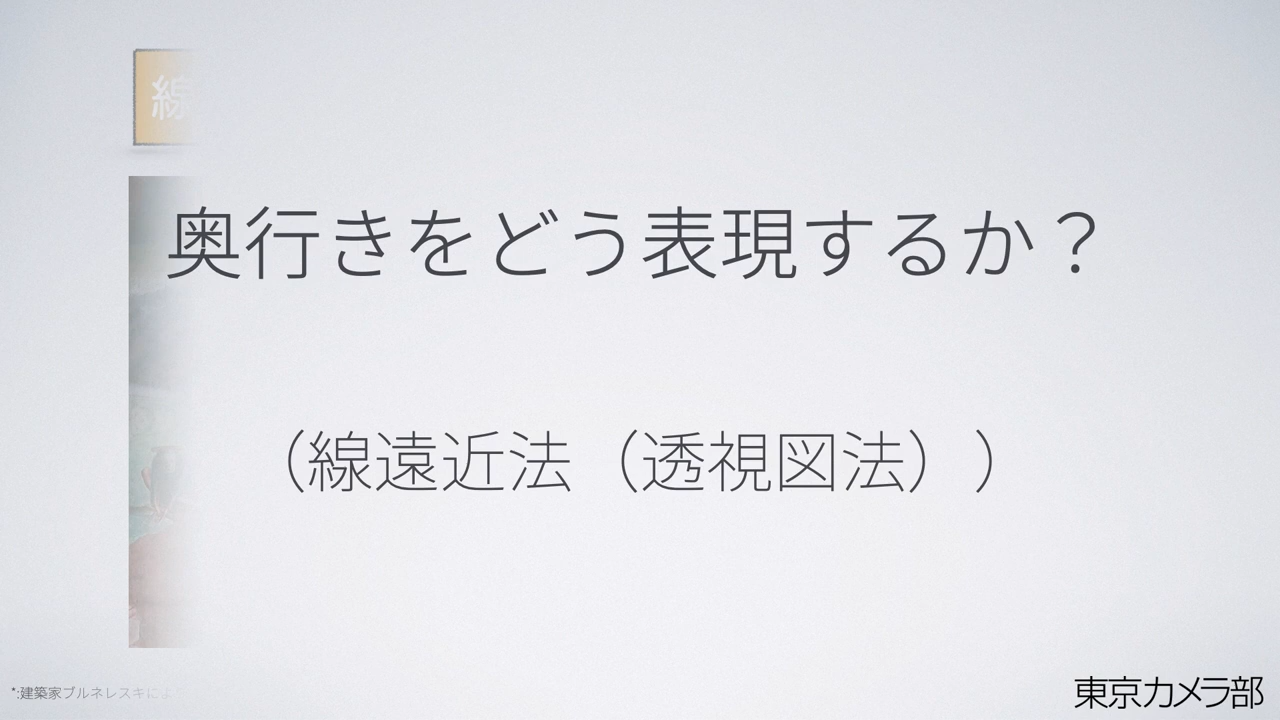 線
奥行きをどう表現するか？
（線遠近法（透視図法））
*:建築家ブルネレスキによ
東京カメラ部